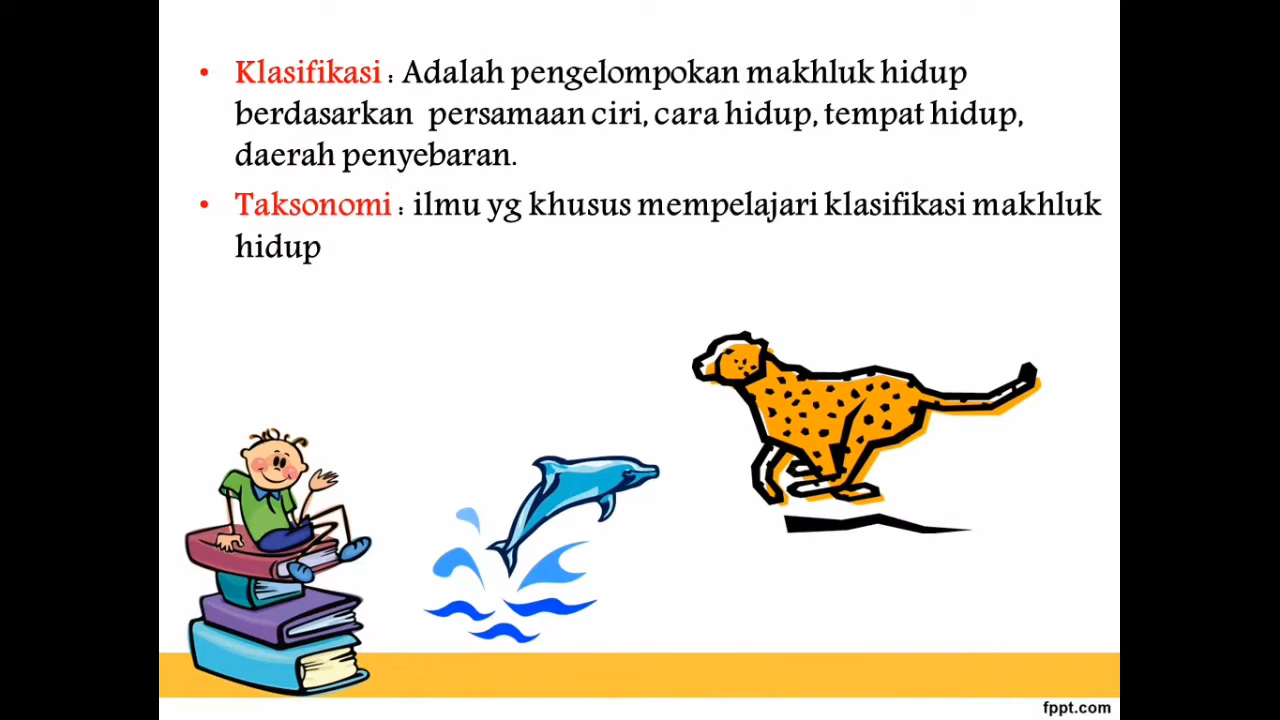 • Klasifikasi : Adalah pengelompokan makhluk hidup
berdasarkan persamaan ciri, cara hidup, tempat hidup,
daerah penyebaran.
• Taksonomi : ilmu yg khusus mempelajari klasifikasi makhluk
hidup
fppt.com